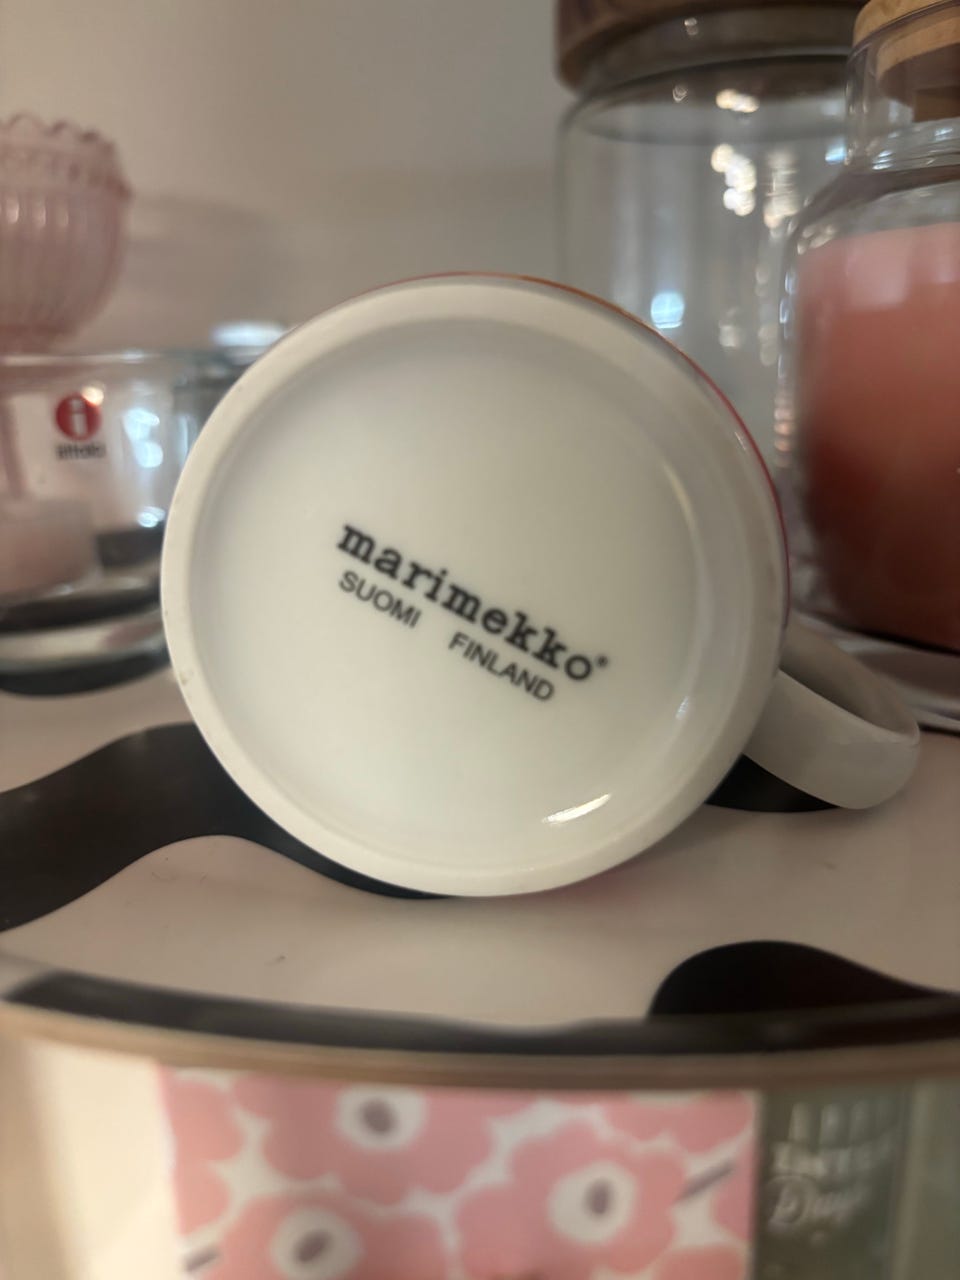 iittala
marimekko®
SUOMI FINLAND